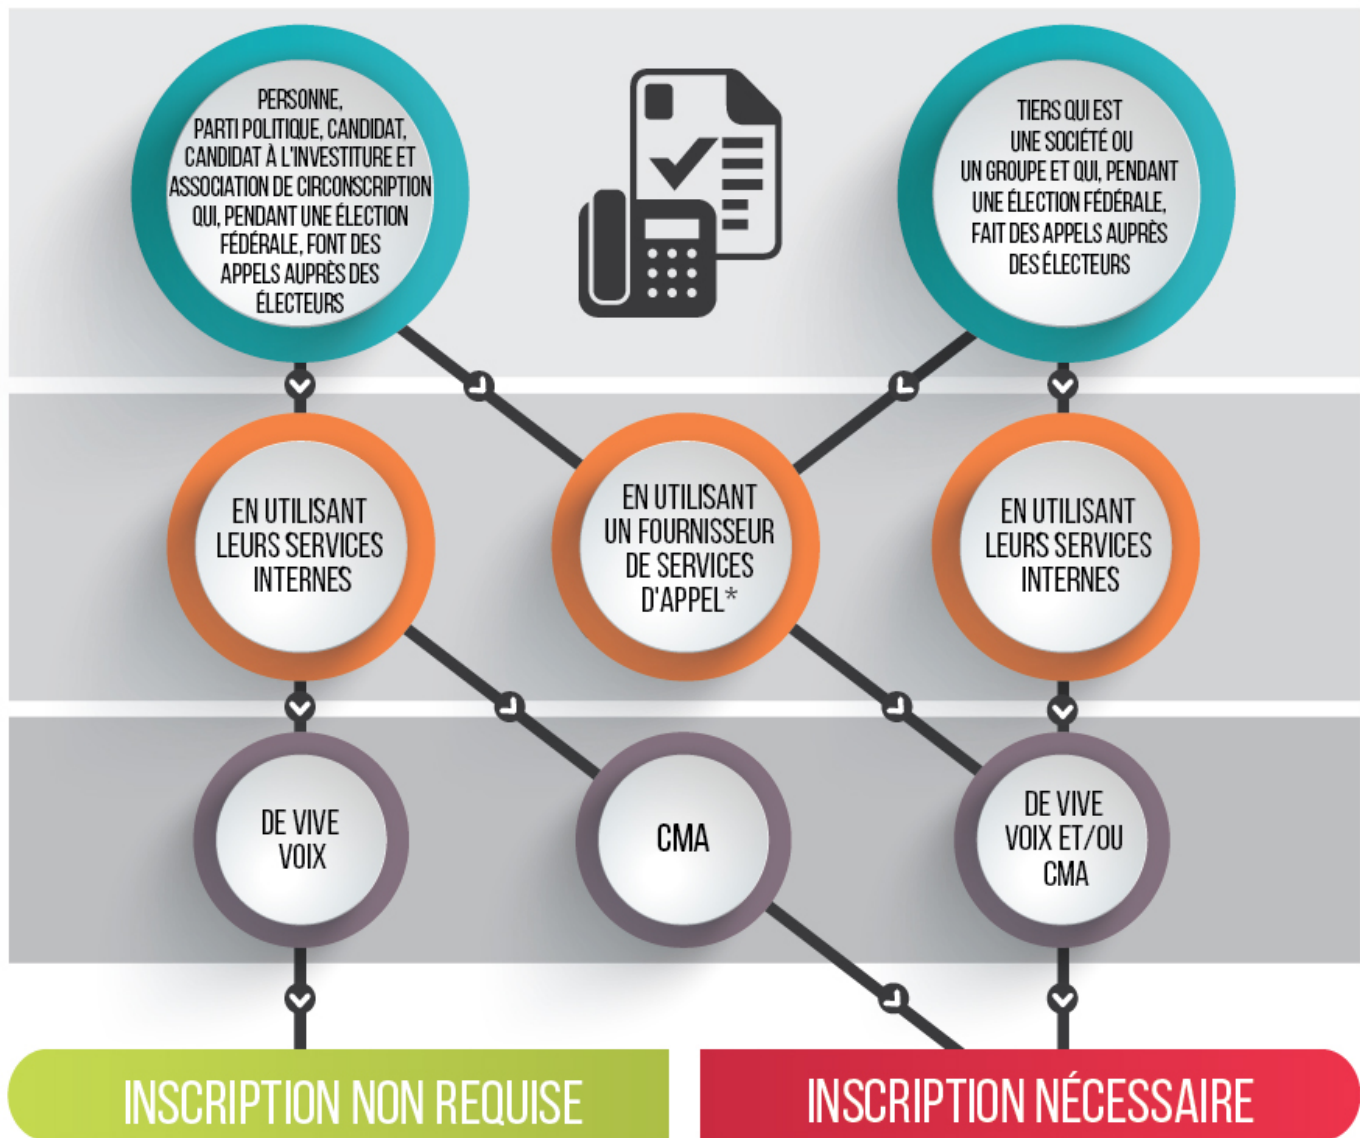 PERSONNE,
PARTI POLITIQUE, CANDIDAT,
CANDIDAT À L'INVESTITURE ET
ASSOCIATION DE CIRCONSCRIPTION
QUI, PENDANT UNE ÉLECTION
FÉDÉRALE, FONT DES
APPELS AUPRÈS DES
ÉLECTEURS
TIERS QUI EST
UNE SOCIÉTÉ OU
UN GROUPE ET QUI, PENDANT
UNE ÉLECTION FÉDÉRALE,
FAIT DES APPELS AUPRÈS
DES ÉLECTEURS
EN UTILISANT
LEURS SERVICES
INTERNES
EN UTILISANT
UN FOURNISSEUR
DE SERVICES
D'APPEL*
EN UTILISANT
LEURS SERVICES
INTERNES
DE VIVE
VOIX
CMA
DE VIVE
VOIX ET/OU
CMA
INSCRIPTION NON REQUISE
INSCRIPTION NÉCESSAIRE